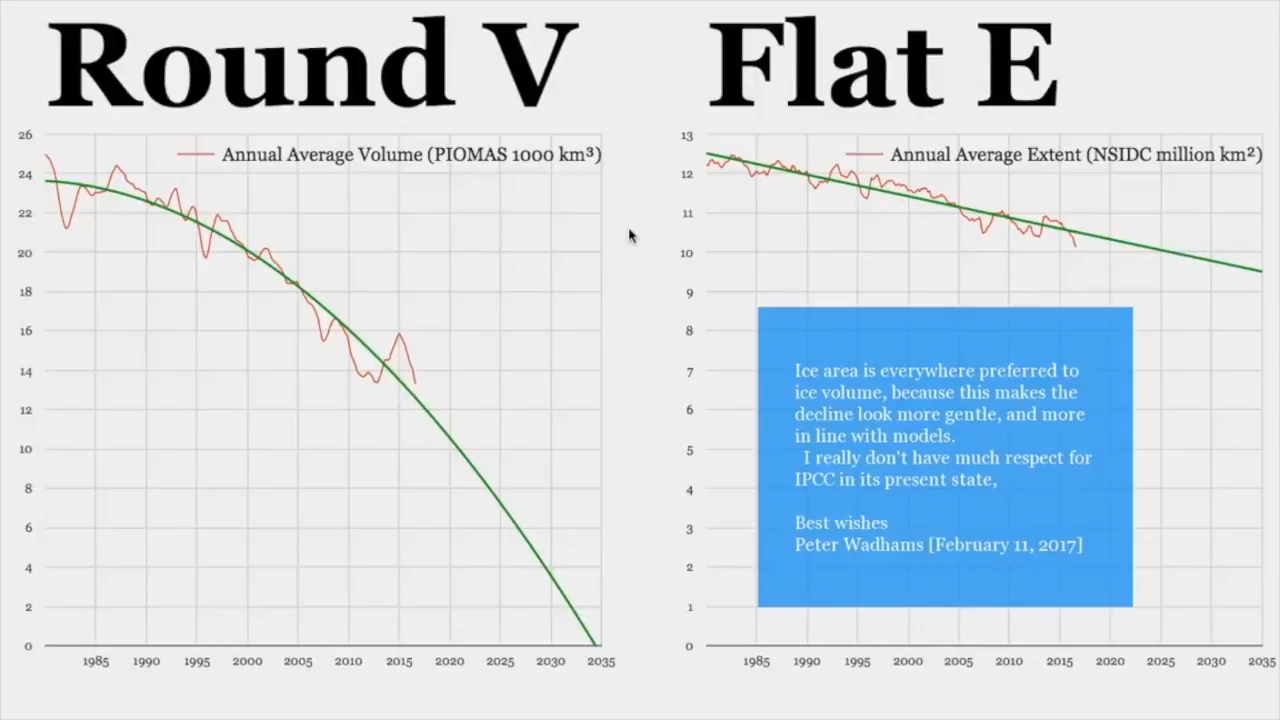 Round V
Flat E
Annual Average Volume (PIOMAS 1000 km³)
26
24
22
20
18
16
14
12
10
8
6
4
2
0
1985 1990 1995 2000 2005 2010 2015 2020 2025 2030 2035
Annual Average Extent (NSIDC million km²)
13
12
11
10
9
8
7
6
5
4
3
2
1
0
1985 1990 1995 2000 2005 2010 2015 2020 2025 2030 2035
Ice area is everywhere preferred to
ice volume, because this makes the
decline look more gentle, and more
in line with models.
I really don't have much respect for
IPCC in its present state,
Best wishes
Peter Wadhams [February 11, 2017]